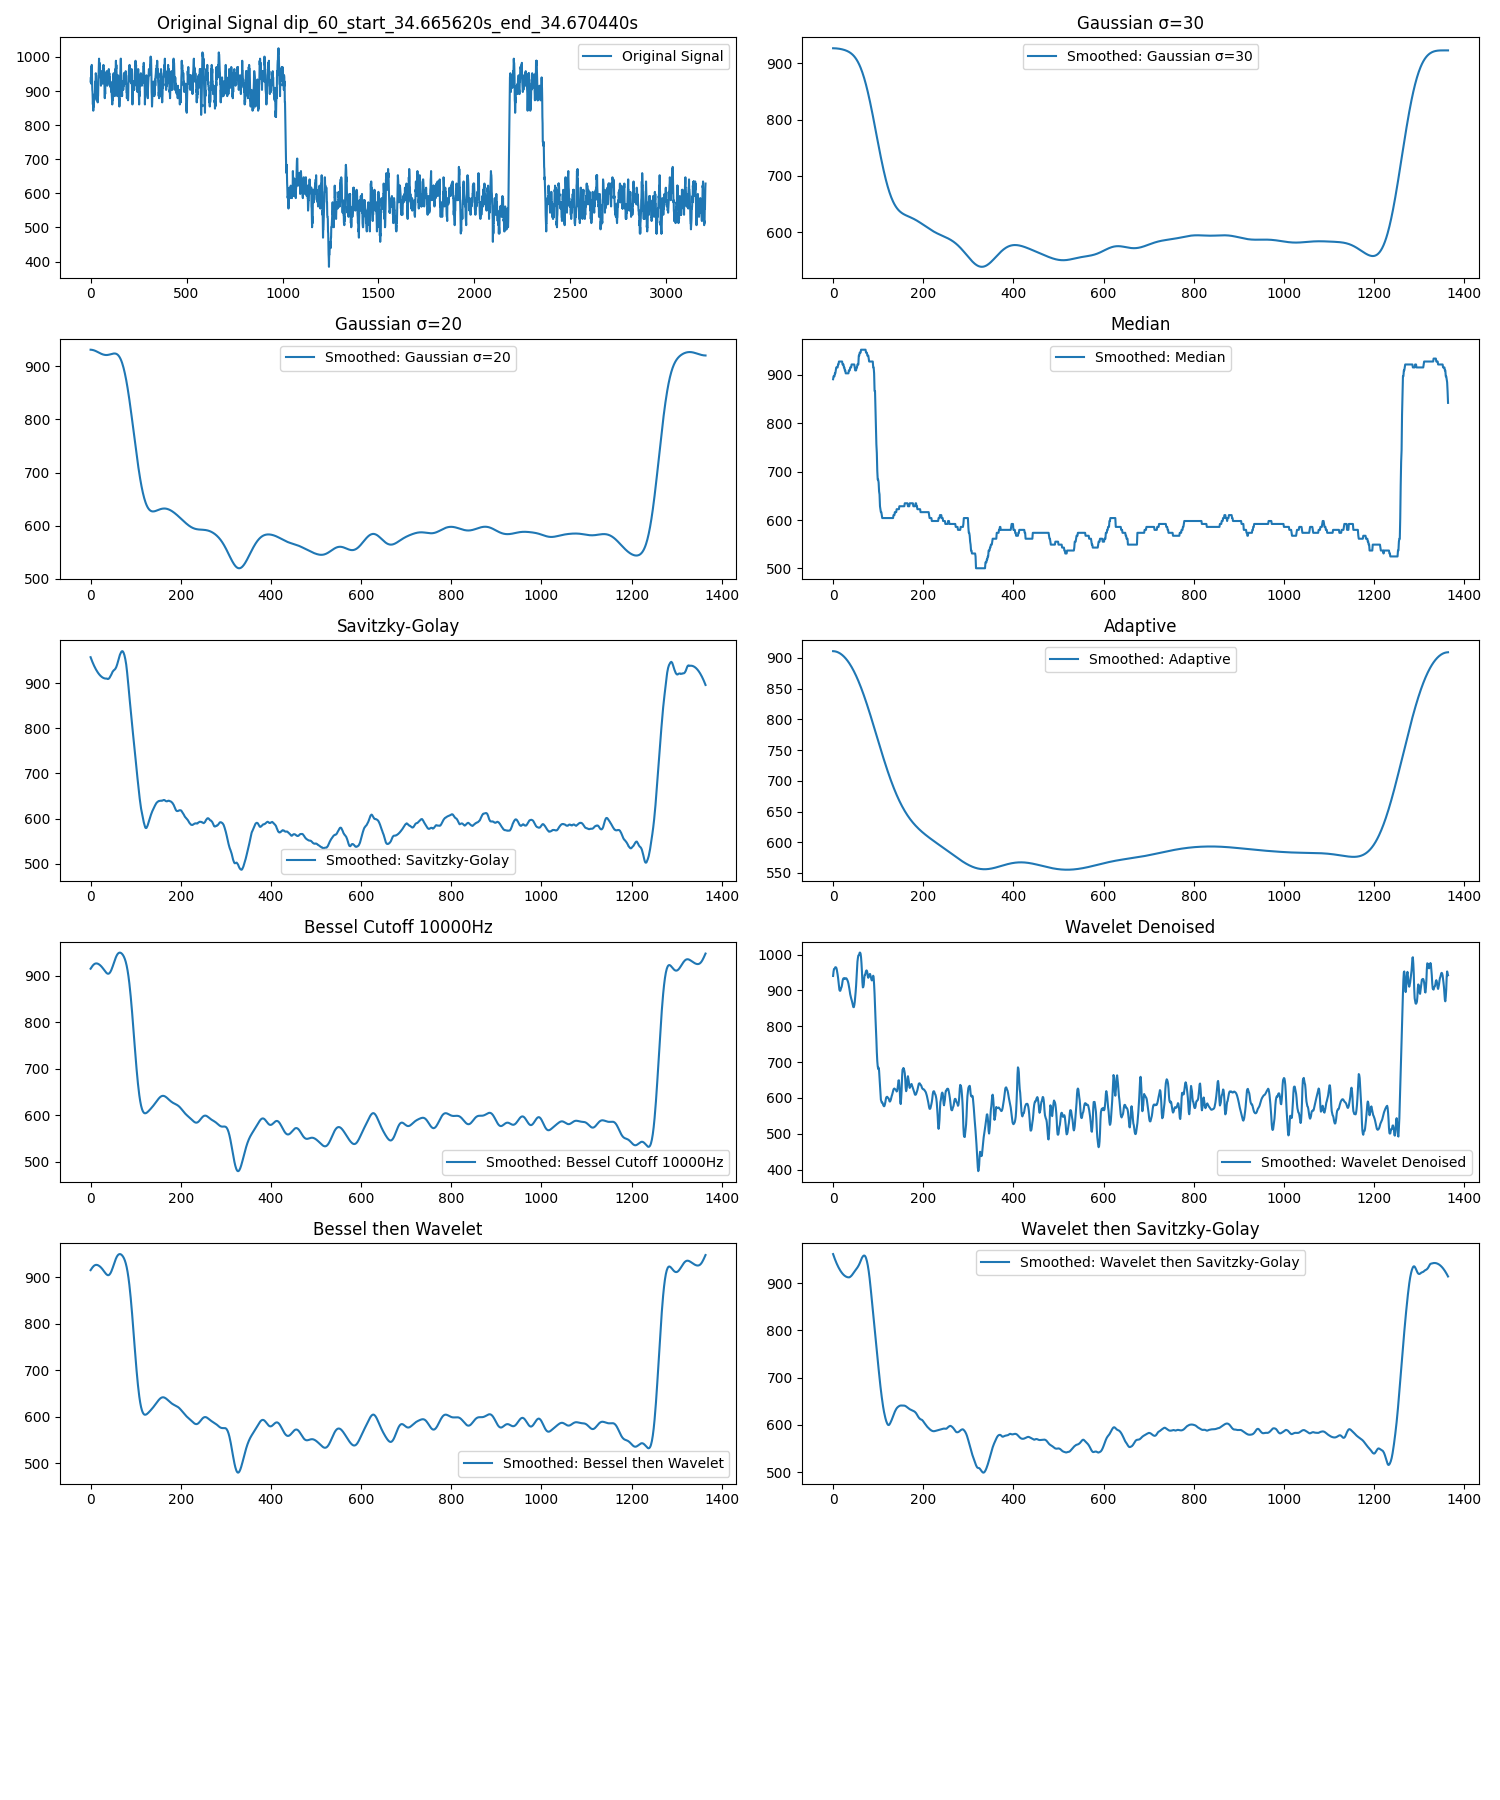 Original Signal dip_60_start_34.665620s_end_34.670440s
Original Signal
1000
900
800
700
600
500
400
0 500 1000 1500 2000 2500 3000
Gaussian σ=30
Smoothed: Gaussian σ=30
900
800
700
600
0 200 400 600 800 1000 1200 1400
Gaussian σ=20
Smoothed: Gaussian σ=20
900
800
700
600
500
0 200 400 600 800 1000 1200 1400
Median
Smoothed: Median
900
800
700
600
500
0 200 400 600 800 1000 1200 1400
Savitzky-Golay
900
800
700
600
500
Smoothed: Savitzky-Golay
0 200 400 600 800 1000 1200 1400
Adaptive
Smoothed: Adaptive
900
850
800
750
700
650
600
550
0 200 400 600 800 1000 1200 1400
Bessel Cutoff 10000Hz
900
800
700
600
500
Smoothed: Bessel Cutoff 10000Hz
0 200 400 600 800 1000 1200 1400
Wavelet Denoised
1000
900
800
700
600
500
400
Smoothed: Wavelet Denoised
0 200 400 600 800 1000 1200 1400
Bessel then Wavelet
900
800
700
600
500
Smoothed: Bessel then Wavelet
0 200 400 600 800 1000 1200 1400
Wavelet then Savitzky-Golay
Smoothed: Wavelet then Savitzky-Golay
900
800
700
600
500
0 200 400 600 800 1000 1200 1400